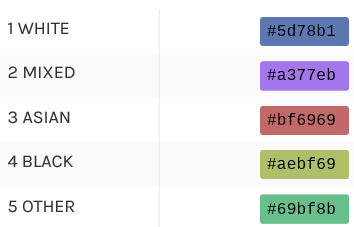 1 WHITE #5d78b1
2 MIXED #a377eb
3 ASIAN #bf6969
4 BLACK #aebf69
5 OTHER #69bf8b